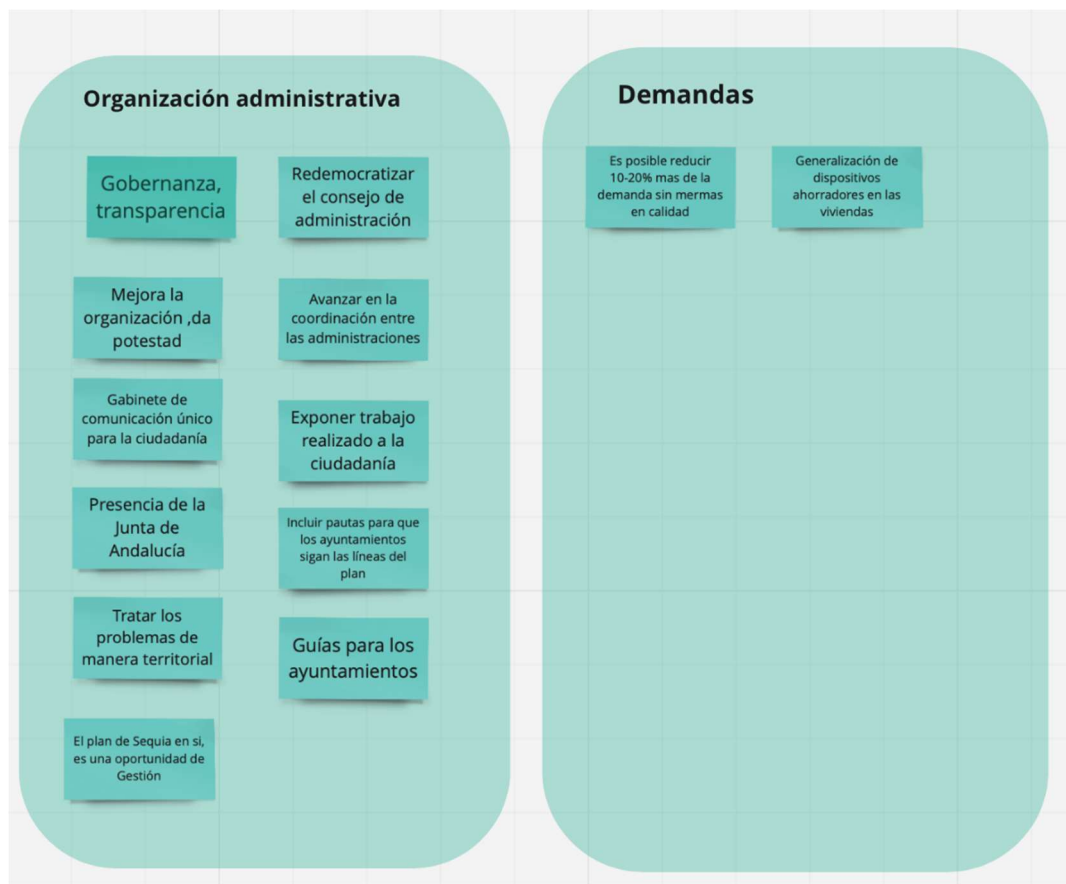 Organización administrativa
Gobernanza,
transparencia
Redemocratizar
el consejo de
administración
Mejora la
organización ,da
potestad
Avanzar en la
coordinación entre
las administraciones
Gabinete de
comunicación único
para la ciudadanía
Exponer trabajo
realizado a la
ciudadanía
Presencia de la
Junta de
Andalucía
Incluir pautas para que
los ayuntamientos
sigan las líneas del
plan
Tratar los
problemas de
manera territorial
Guías para los
ayuntamientos
El plan de Sequia en si,
es una oportunidad de
Gestión
Demandas
Es posible reducir
10-20% mas de la
demanda sin mermas
en calidad
Generalización de
dispositivos
ahorradores en las
viviendas